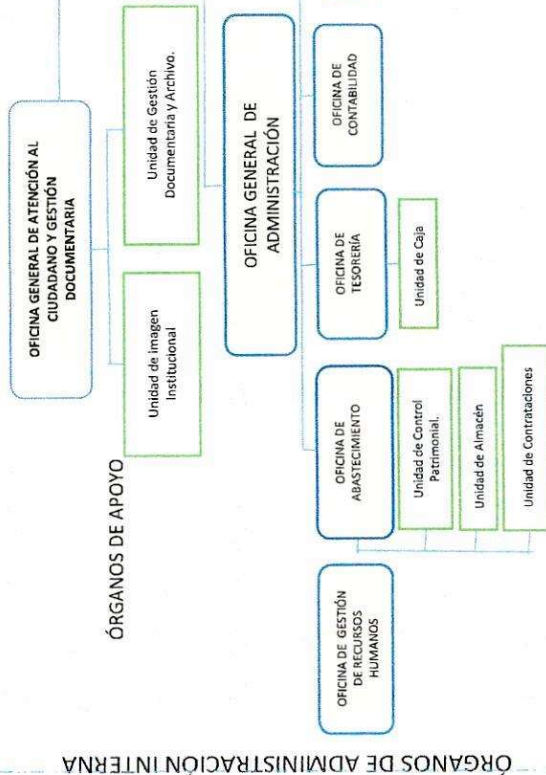 ÓRGANOS DE ADMINISTRACIÓN INTERNA
ÓRGANOS DE APOYO
OFICINA GENERAL DE ATENCIÓN AL
CIUDADANO Y GESTIÓN
DOCUMENTARIA
Unidad de imagen
Institucional
Unidad de Gestión
Documentaria y Archivo.
OFICINA GENERAL DE
ADMINISTRACIÓN
OFICINA DE GESTIÓN
DE RECURSOS
HUMANOS
OFICINA DE
ABASTECIMIENTO
Unidad de Control
Patrimonial.
Unidad de Almacén
Unidad de Contrataciones
OFICINA DE
TESORERÍA
Unidad de Caja
OFICINA DE
CONTABILIDAD